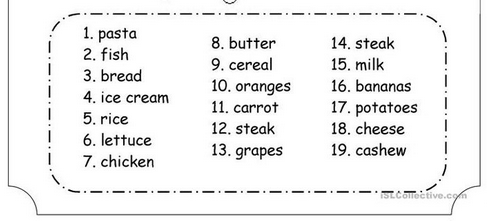 1. pasta
2. fish
3. bread
4. ice cream
5. rice
6. lettuce
7. chicken
8. butter
9. cereal
10. oranges
11. carrot
12. steak
13. grapes
14. steak
15. milk
16. bananas
17. potatoes
18. cheese
19. cashew
iSLCollective.com